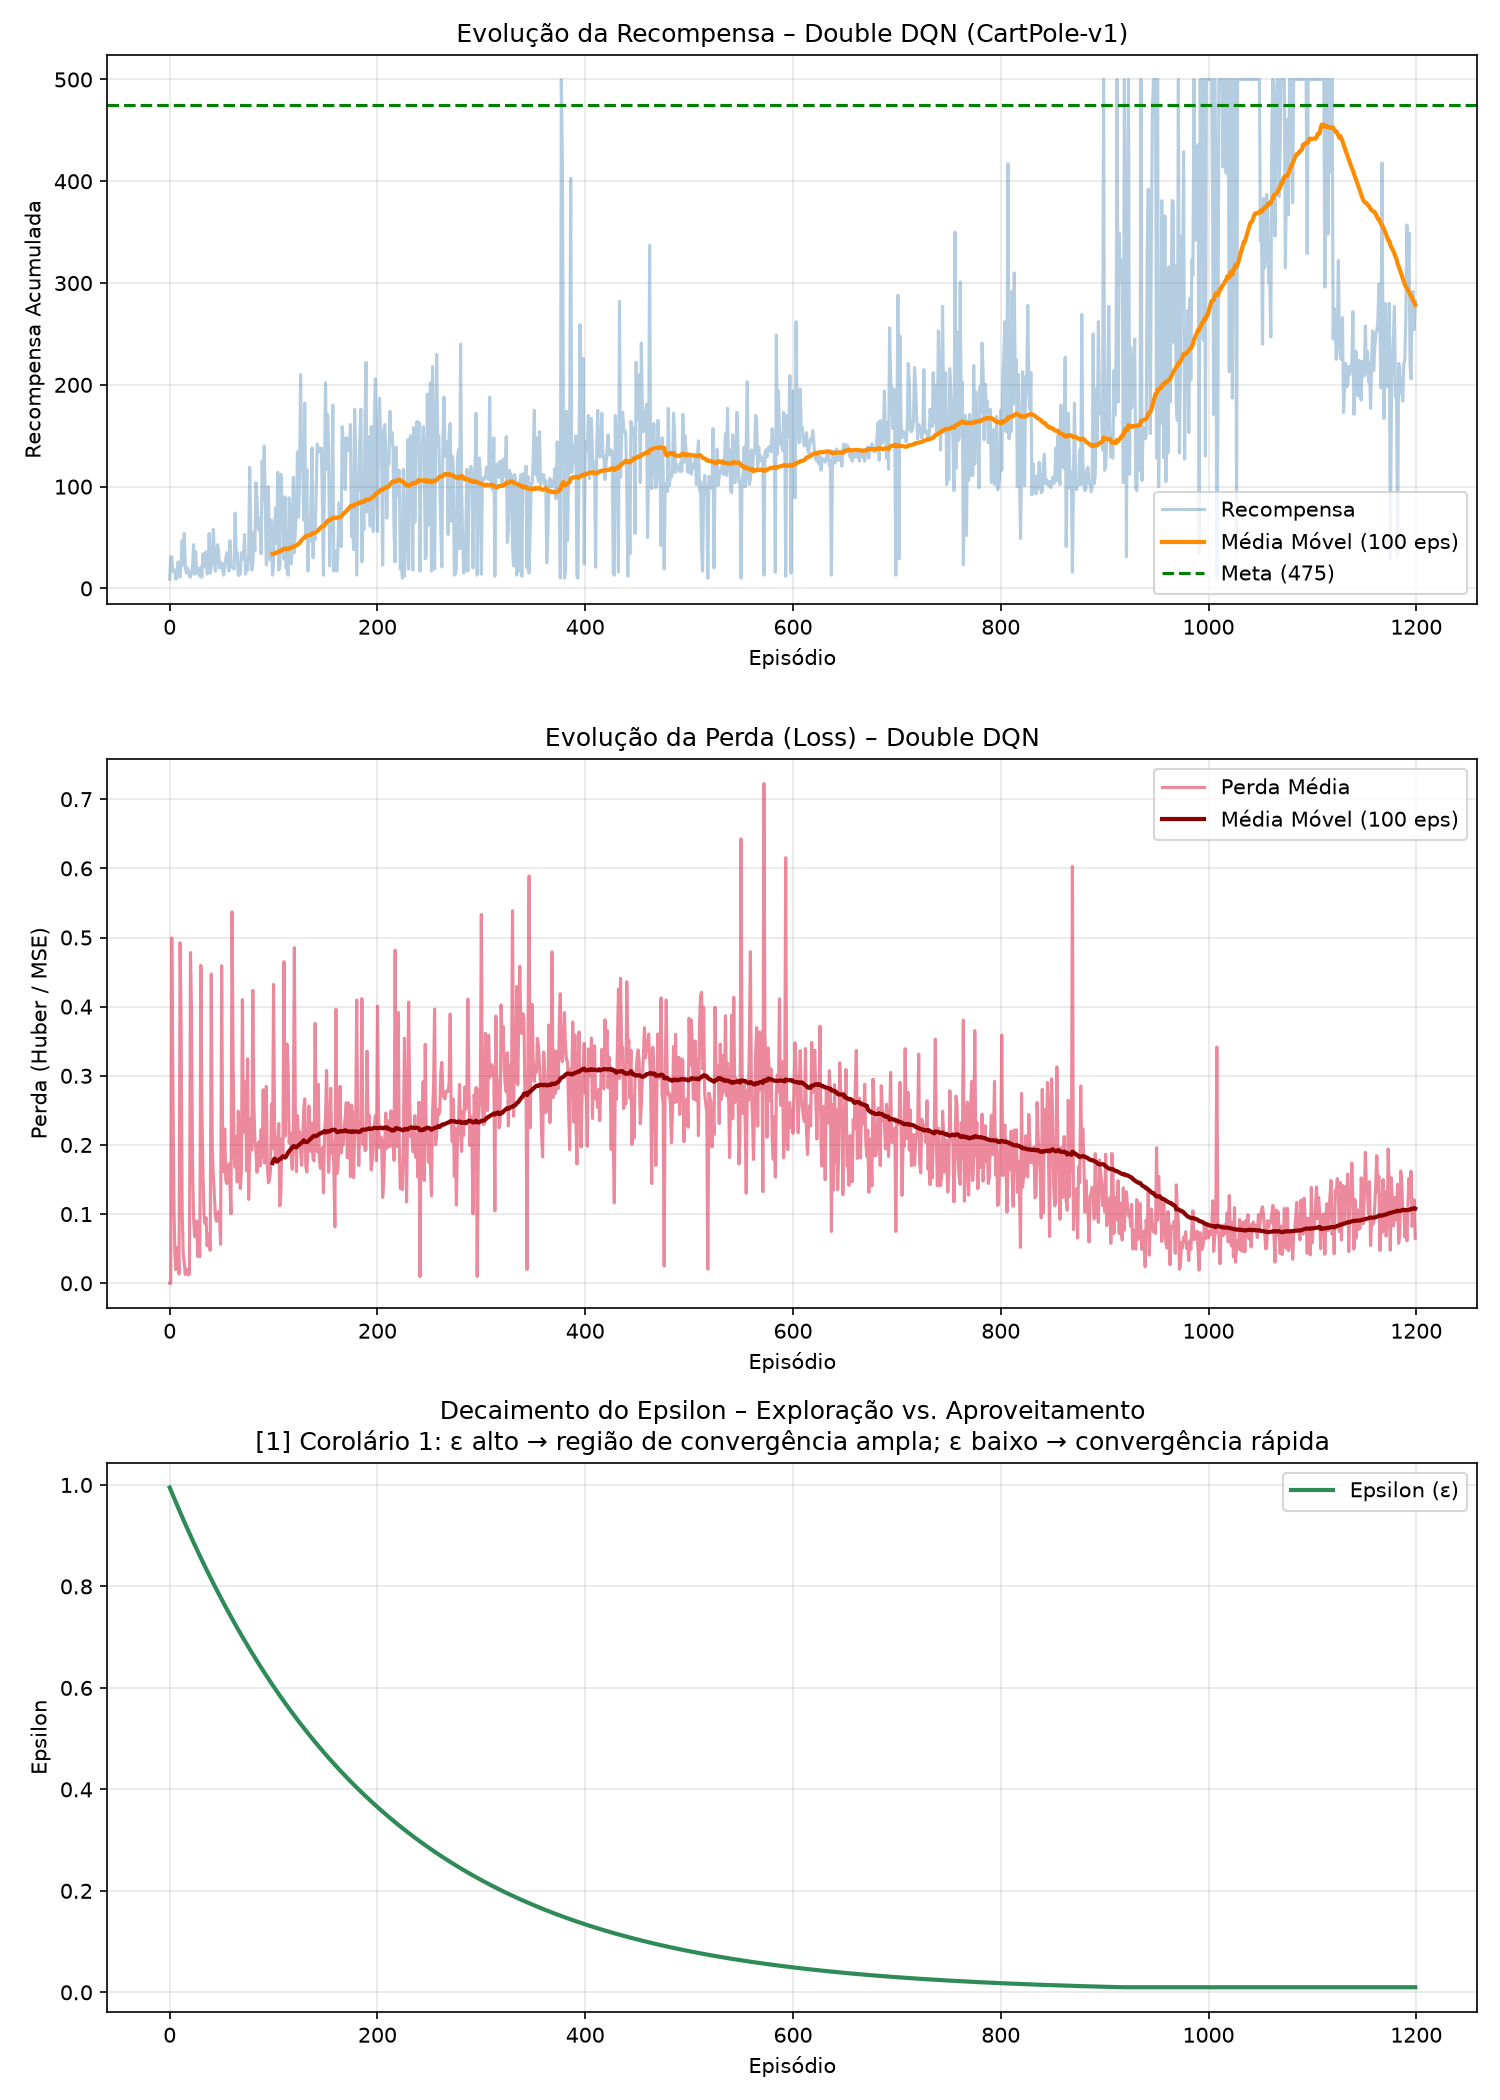 Evolução da Recompensa – Double DQN (CartPole-v1)
500
400
300
200
100
0
Recompensa Acumulada
Recompensa
Média Móvel (100 eps)
Meta (475)
0 200 400 600 800 1000 1200
Episódio
Evolução da Perda (Loss) – Double DQN
0.7
0.6
0.5
0.4
0.3
0.2
0.1
0.0
Perda (Huber / MSE)
Perda Média
Média Móvel (100 eps)
0 200 400 600 800 1000 1200
Episódio
Decaimento do Epsilon – Exploração vs. Aproveitamento
[1] Corolário 1: ε alto → região de convergência ampla; ε baixo → convergência rápida
1.0
0.8
0.6
0.4
0.2
0.0
Epsilon
Epsilon (ε)
0 200 400 600 800 1000 1200
Episódio